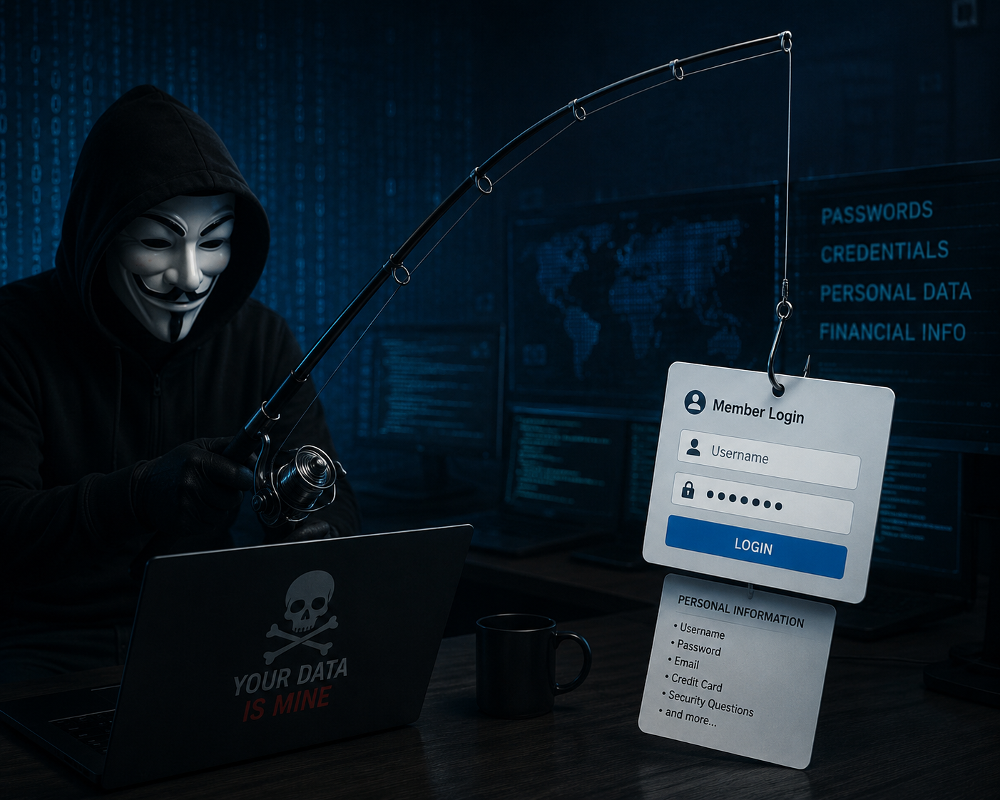 PASSWORDS
CREDENTIALS
PERSONAL DATA
FINANCIAL INFO
Member Login
Username
LOGIN
PERSONAL INFORMATION
• Username
• Password
• Email
• Credit Card
• Security Questions
• and more...
YOUR DATA
IS MINE